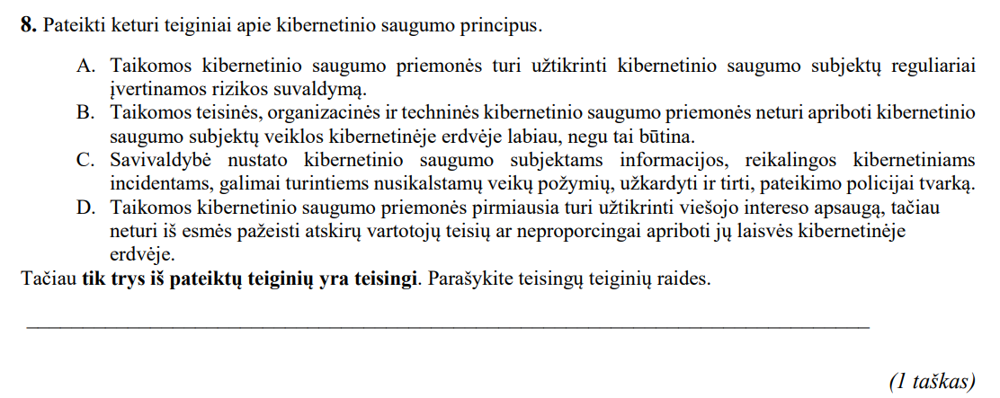 8. Pateikti keturi teiginiai apie kibernetinio saugumo principus.
A. Taikomos kibernetinio saugumo priemonės turi užtikrinti kibernetinio saugumo subjektų reguliariai
įvertinamos rizikos suvaldymą.
B. Taikomos teisinės, organizacinės ir techninės kibernetinio saugumo priemonės neturi apriboti kibernetinio
saugumo subjektų veiklos kibernetinėje erdvėje labiau, negu tai būtina.
C. Savivaldybė nustato kibernetinio saugumo subjektams informacijos, reikalingos kibernetiniams
incidentams, galimai turintiems nusikalstamų veikų požymių, užkardyti ir tirti, pateikimo policijai tvarką.
D. Taikomos kibernetinio saugumo priemonės pirmiausia turi užtikrinti viešojo intereso apsaugą, tačiau
neturi iš esmės pažeisti atskirų vartotojų teisių ar neproporcingai apriboti jų laisvės kibernetinėje
erdvėje.
Tačiau tik trys iš pateiktų teiginių yra teisingi. Parašykite teisingų teiginių raides.
(1 taškas)